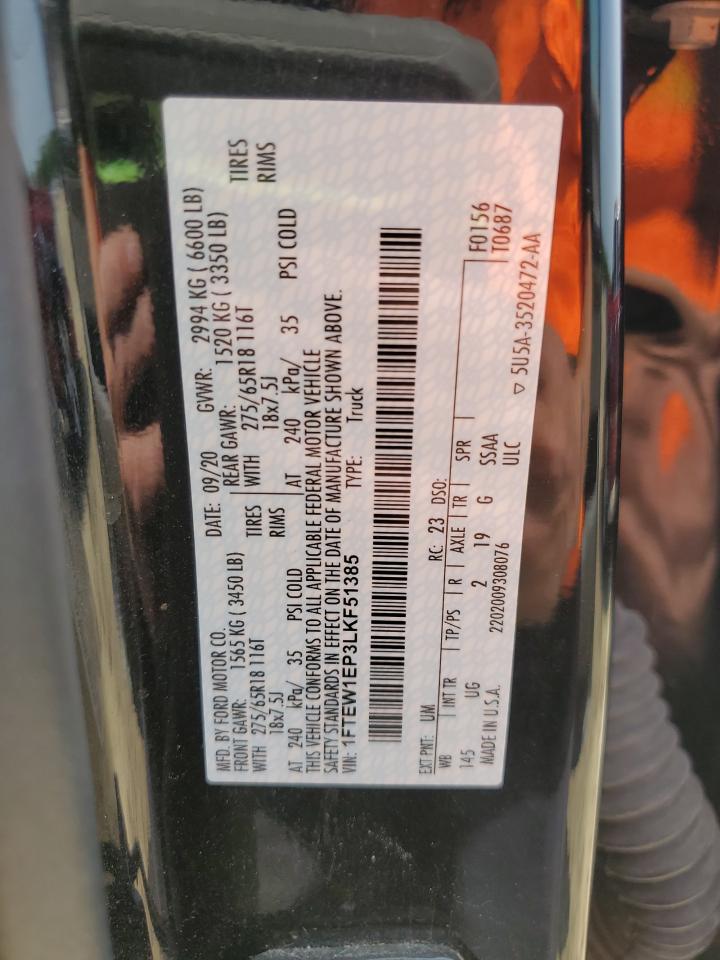 MFD. BY FORD MOTOR CO. DATE: 09/20 GVWR: 2994 KG ( 6600 LB)
FRONT GAWR: 1565 KG ( 3450 LB) REAR GAWR: 1520 KG ( 3350 LB)
WITH 275/65R18 116T TIRES WITH 275/65R18 116T TIRES
18x7.5J RIMS 18x7.5J RIMS
AT 240 kPa/ 35 PSI COLD AT 240 kPa/ 35 PSI COLD
THIS VEHICLE CONFORMS TO ALL APPLICABLE FEDERAL MOTOR VEHICLE
SAFETY STANDARDS IN EFFECT ON THE DATE OF MANUFACTURE SHOWN ABOVE.
VIN: 1FTEW1EP3LKF51385 TYPE: Truck
EXT PNT: UM RC: 23 DSO: F0156
WB INT TR TP/PS R AXLE TR SPR T0687
145 UG 2 19 G SSAA
MADE IN U.S.A. 2202009308076 ULC ▽ 5U5A-3520472-AA